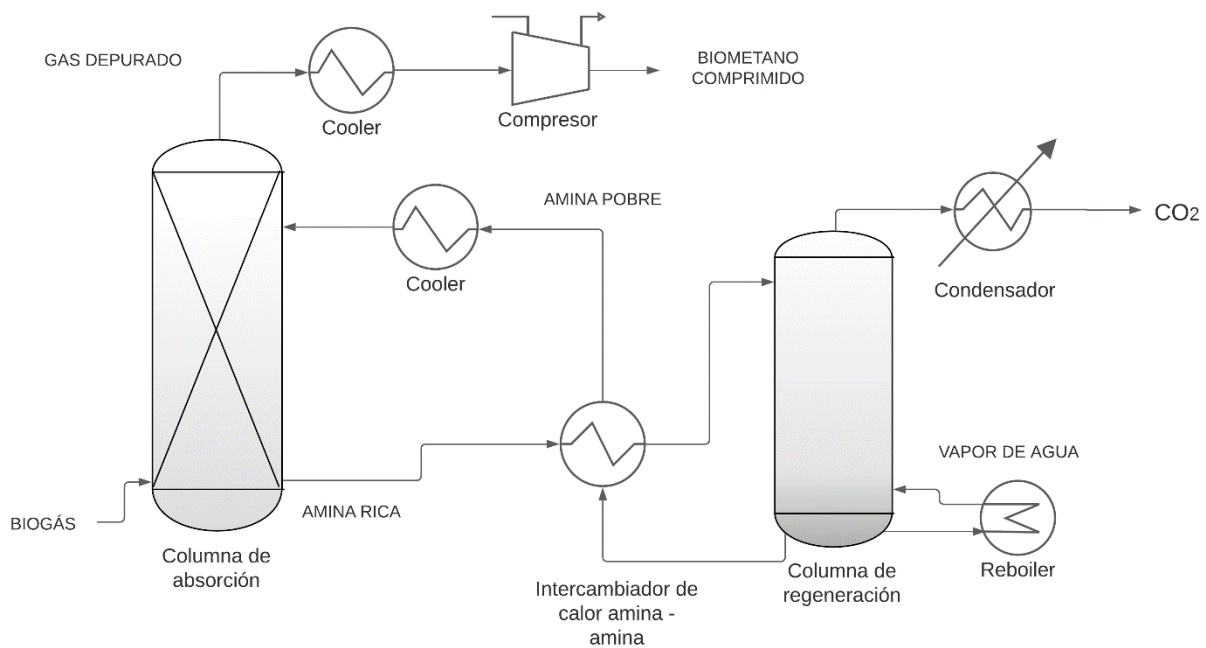 GAS DEPURADO
Cooler
Compresor
BIOMETANO
COMPRIMIDO
AMINA POBRE
Cooler
CO2
Condensador
VAPOR DE AGUA
BIOGÁS
AMINA RICA
Columna de
absorción
Intercambiador de
calor amina -
amina
Columna de
regeneración
Reboiler